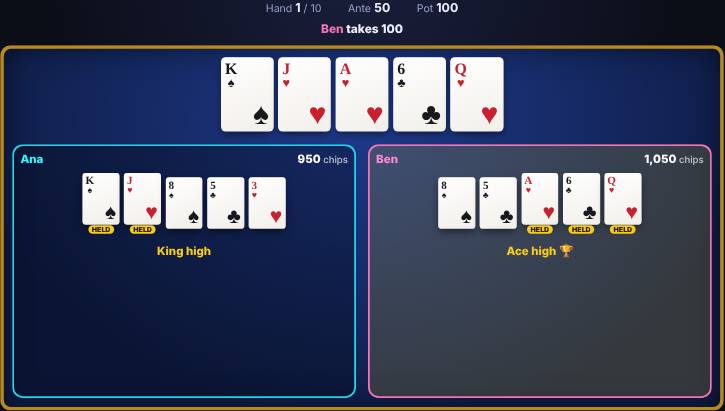 Hand 1 / 10 Ante 50 Pot 100
Ben takes 100
K J A 6 Q
Ana 950 chips
K J 8 5 3
HELD HELD
King high
Ben 1,050 chips
8 5 A 6 Q
HELD HELD HELD
Ace high 🏆